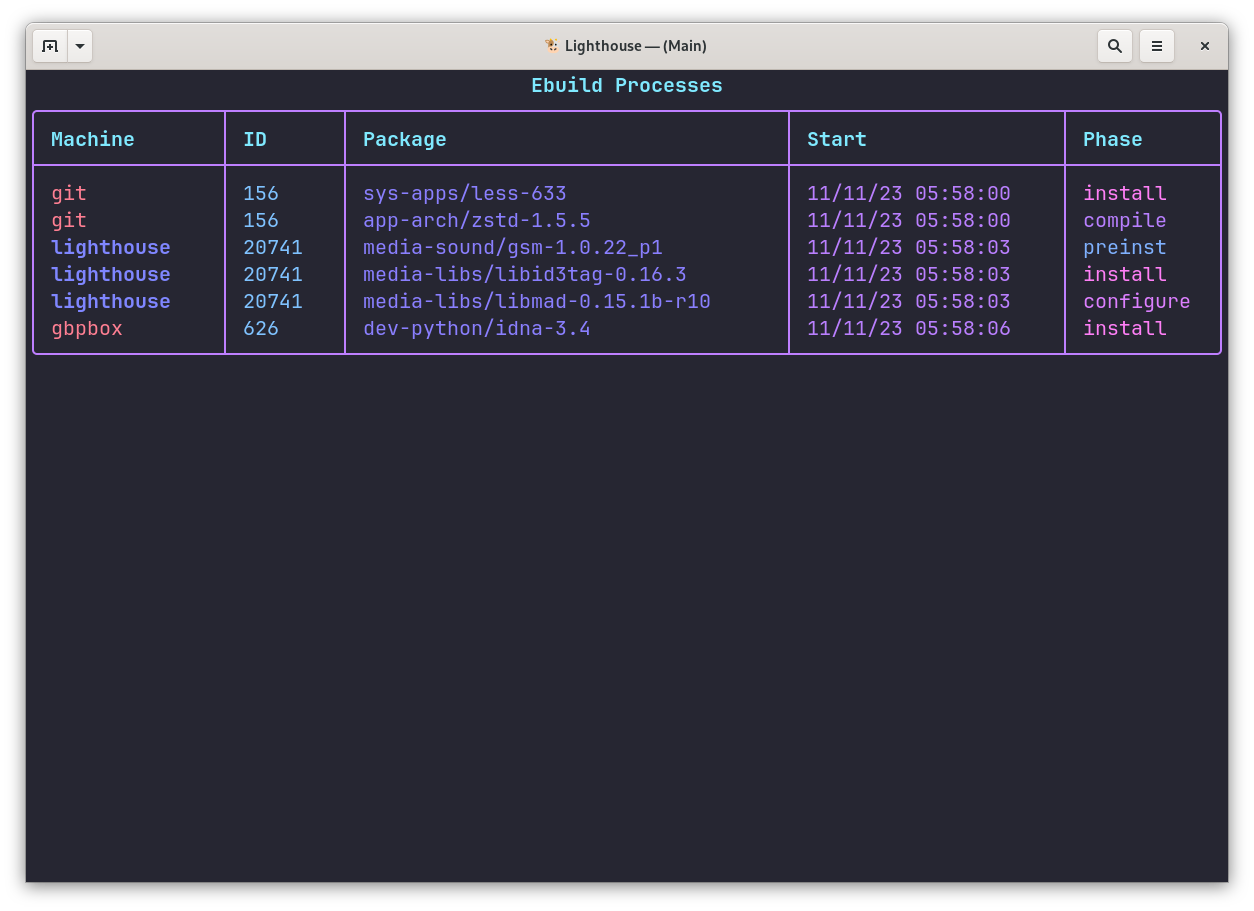 Lighthouse — (Main)
Ebuild Processes
Machine ID Package Start Phase
git 156 sys-apps/less-633 11/11/23 05:58:00 install
git 156 app-arch/zstd-1.5.5 11/11/23 05:58:00 compile
lighthouse 20741 media-sound/gsm-1.0.22_p1 11/11/23 05:58:03 preinst
lighthouse 20741 media-libs/libid3tag-0.16.3 11/11/23 05:58:03 install
lighthouse 20741 media-libs/libmad-0.15.1b-r10 11/11/23 05:58:03 configure
gbpbox 626 dev-python/idna-3.4 11/11/23 05:58:06 install